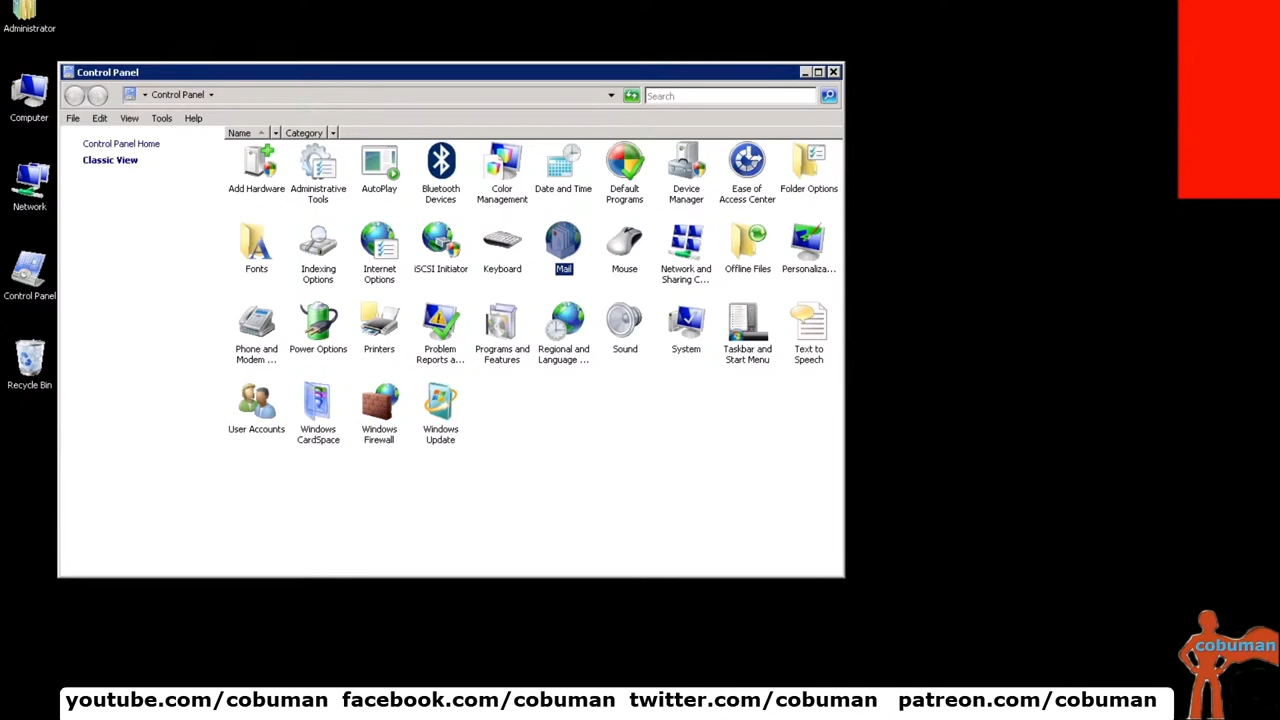 Administrator
Computer
Network
Control Panel
Recycle Bin
Control Panel
Control Panel
Search
File Edit View Tools Help
Control Panel Home
Classic View
Name Category
Add Hardware
Administrative
Tools
AutoPlay
Bluetooth
Devices
Color
Management
Date and Time
Default
Programs
Device
Manager
Ease of
Access Center
Folder Options
Fonts
Indexing
Options
Internet
Options
iSCSI Initiator
Keyboard
Mail
Mouse
Network and
Sharing C...
Offline Files
Personaliza...
Phone and
Modem ...
Power Options
Printers
Problem
Reports a...
Programs and
Features
Regional and
Language ...
Sound
System
Taskbar and
Start Menu
Text to
Speech
User Accounts
Windows
CardSpace
Windows
Firewall
Windows
Update
cobuman
youtube.com/cobuman facebook.com/cobuman twitter.com/cobuman patreon.com/cobuman